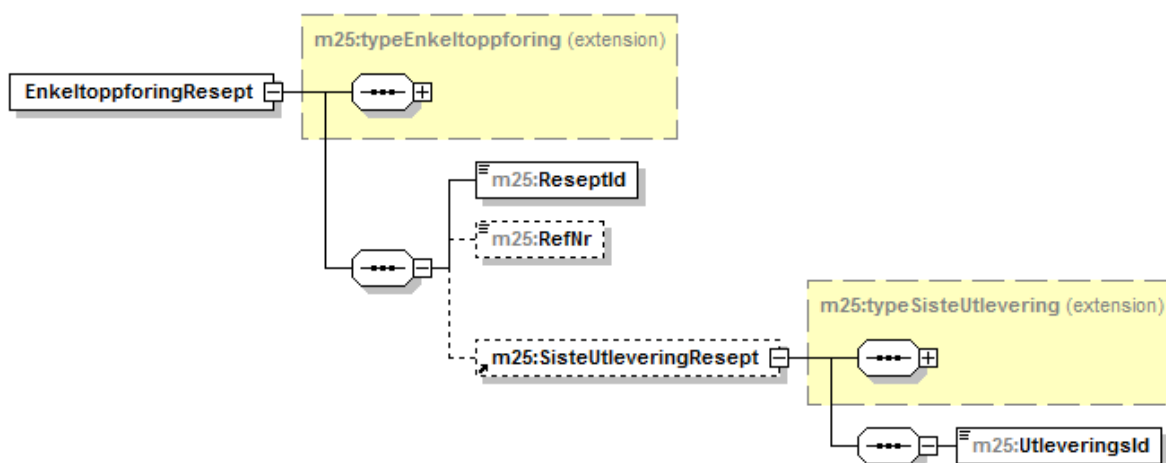 m25:typeEnkeltoppforing (extension)
EnkeltoppforingResept
m25:ReseptId
m25:RefNr
m25:typeSisteUtlevering (extension)
m25:SisteUtleveringResept
m25:UtleveringsId